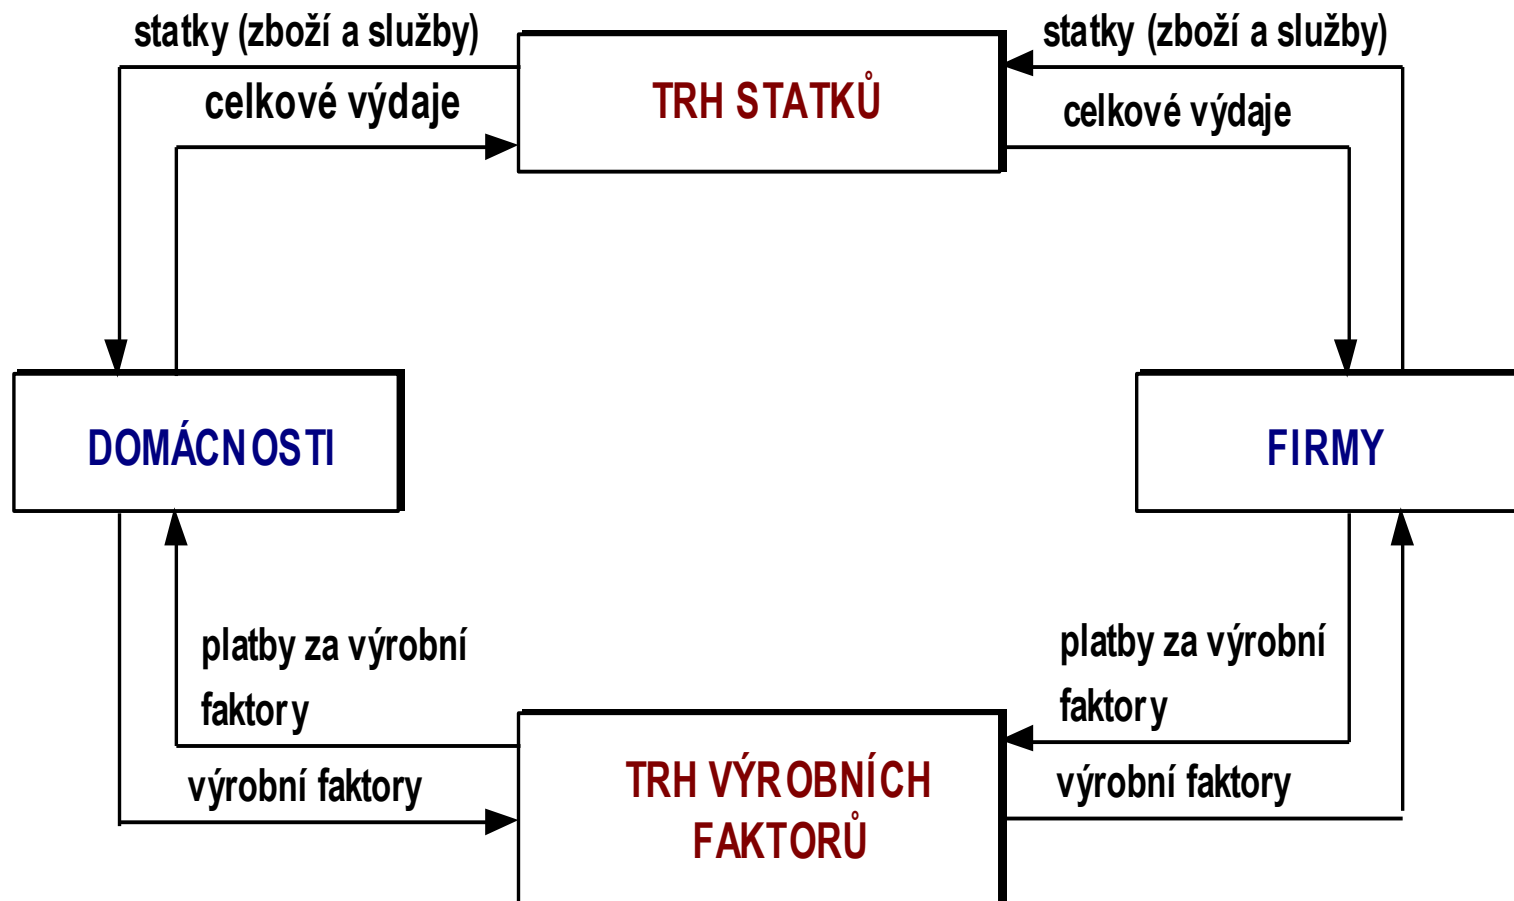 statky (zboží a služby)
statky (zboží a služby)
TRH STATKŮ
celkové výdaje
celkové výdaje
DOMÁCNOSTI
FIRMY
platby za výrobní
faktory
platby za výrobní
faktory
TRH VÝROBNÍCH
FAKTORŮ
výrobní faktory
výrobní faktory